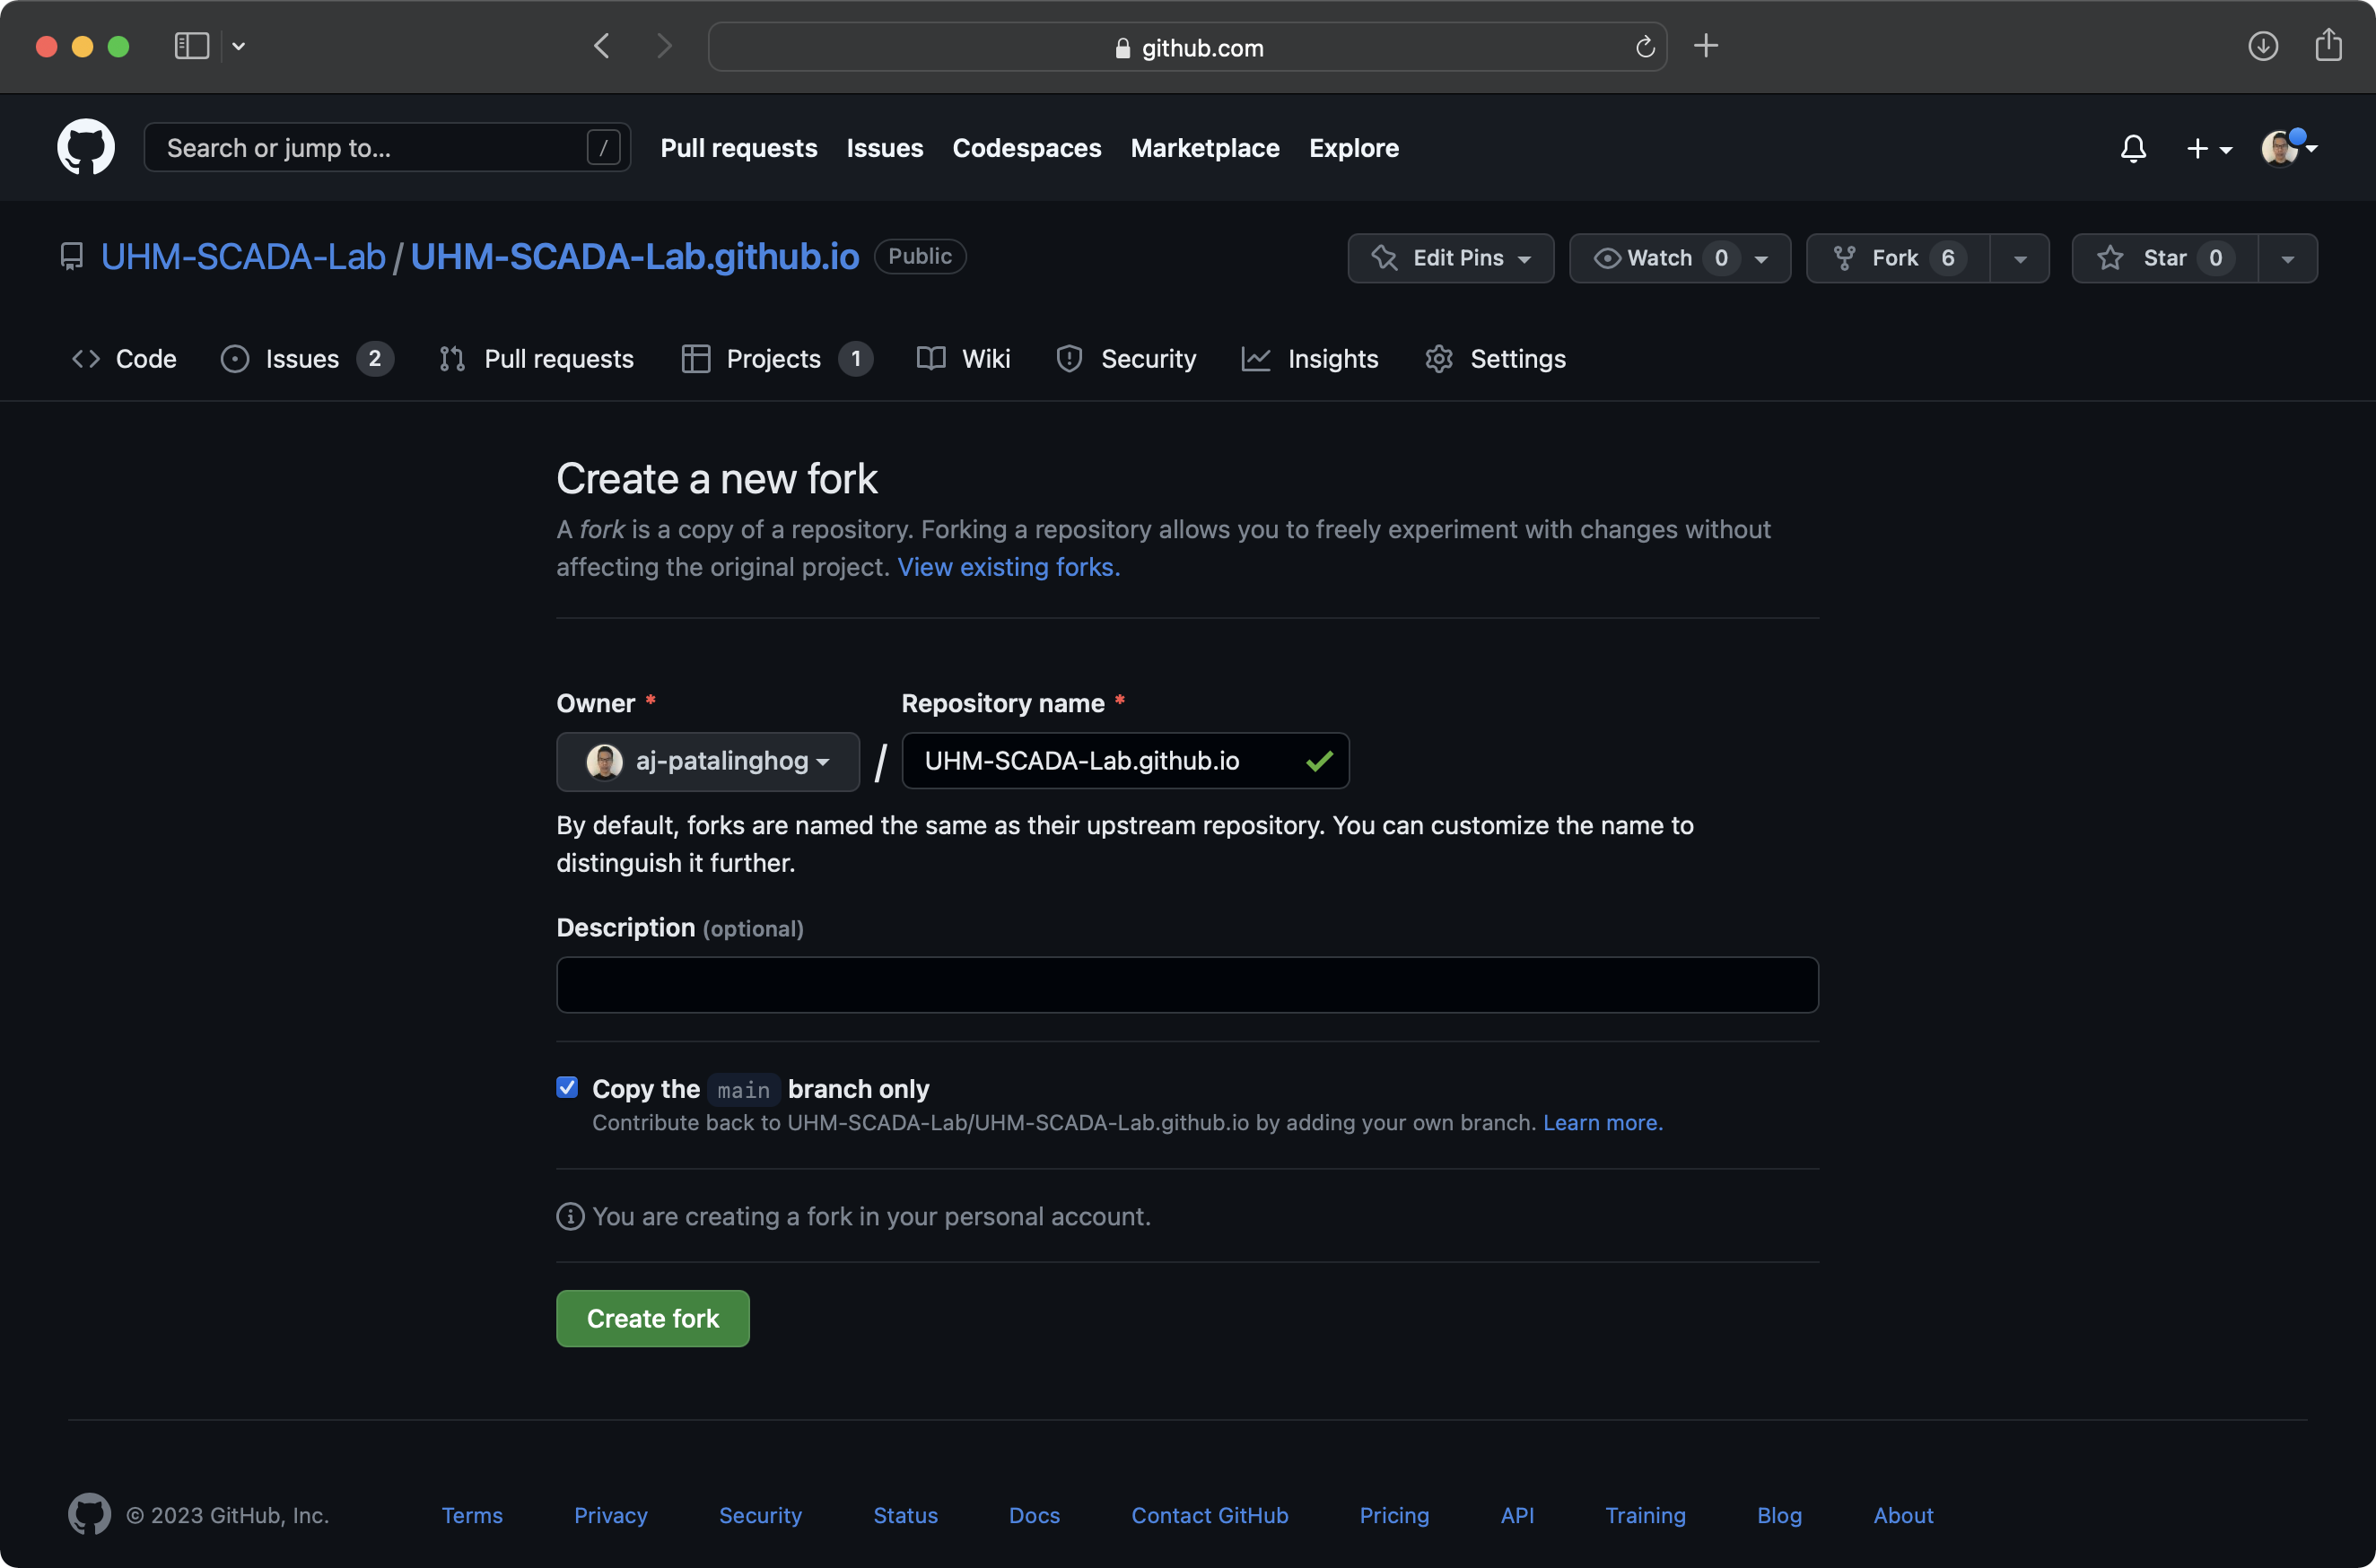 github.com
Search or jump to... /
Pull requests Issues Codespaces Marketplace Explore
UHM-SCADA-Lab / UHM-SCADA-Lab.github.io Public
Edit Pins Watch 0 Fork 6 Star 0
Code Issues 2 Pull requests Projects 1 Wiki Security Insights Settings
Create a new fork
A fork is a copy of a repository. Forking a repository allows you to freely experiment with changes without
affecting the original project. View existing forks.
Owner * Repository name *
aj-patalinghog / UHM-SCADA-Lab.github.io
By default, forks are named the same as their upstream repository. You can customize the name to
distinguish it further.
Description (optional)
Copy the main branch only
Contribute back to UHM-SCADA-Lab/UHM-SCADA-Lab.github.io by adding your own branch. Learn more.
You are creating a fork in your personal account.
Create fork
© 2023 GitHub, Inc. Terms Privacy Security Status Docs Contact GitHub Pricing API Training Blog About